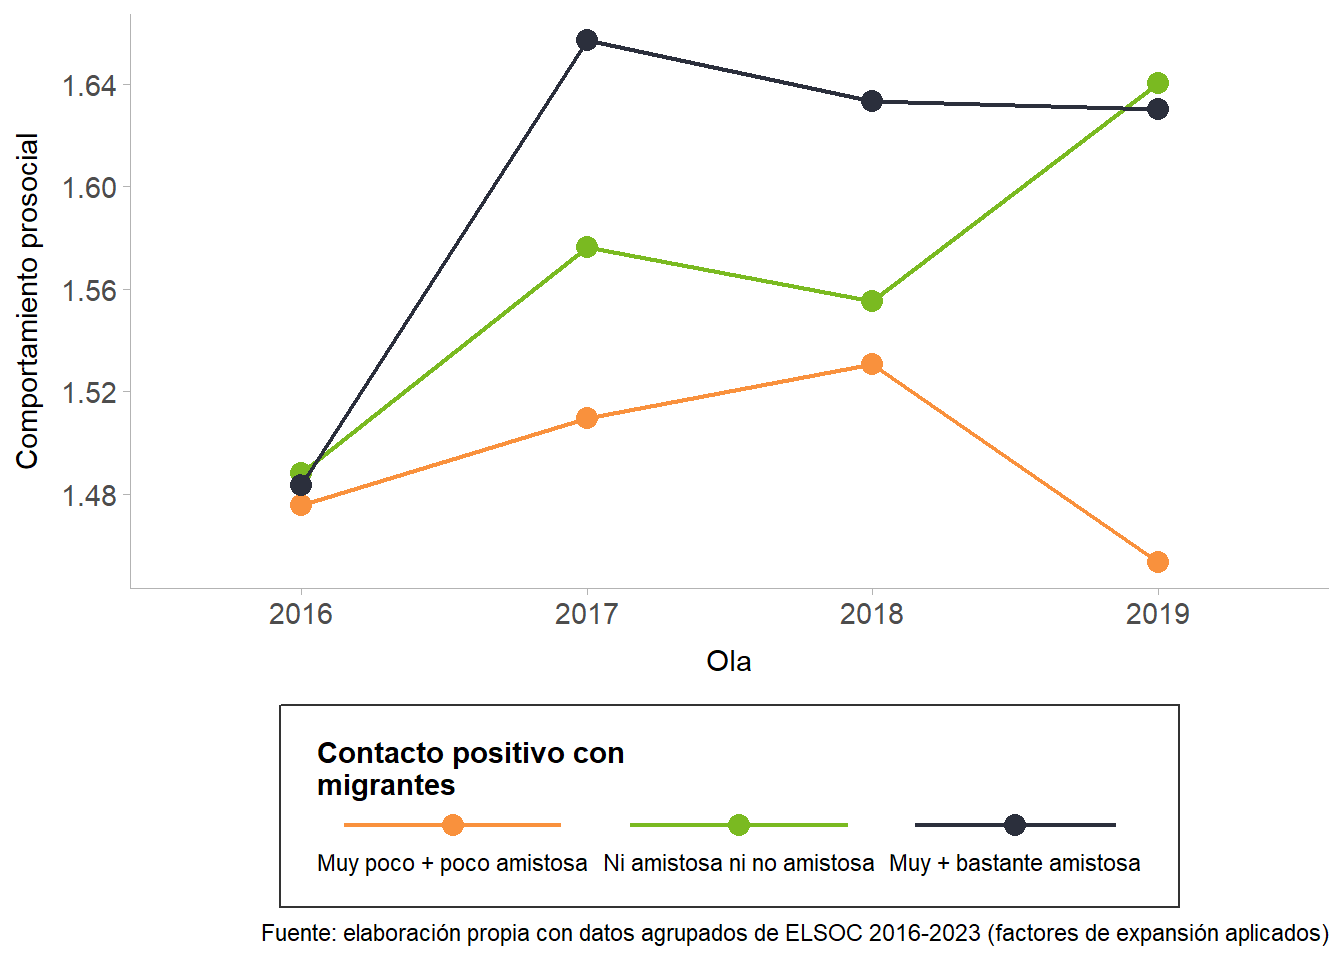 Comportamiento prosocial
1.64
1.60
1.56
1.52
1.48
2016 2017 2018 2019
Ola
Contacto positivo con
migrantes
Muy poco + poco amistosa Ni amistosa ni no amistosa Muy + bastante amistosa
Fuente: elaboración propia con datos agrupados de ELSOC 2016-2023 (factores de expansión aplicados)